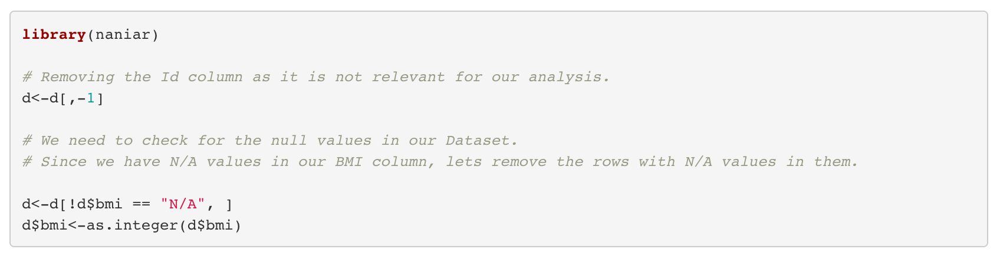 library(naniar)
# Removing the Id column as it is not relevant for our analysis.
d<-d[,-1]
# We need to check for the null values in our Dataset.
# Since we have N/A values in our BMI column, lets remove the rows with N/A values in them.
d<-d[!d$bmi == "N/A", ]
d$bmi<-as.integer(d$bmi)